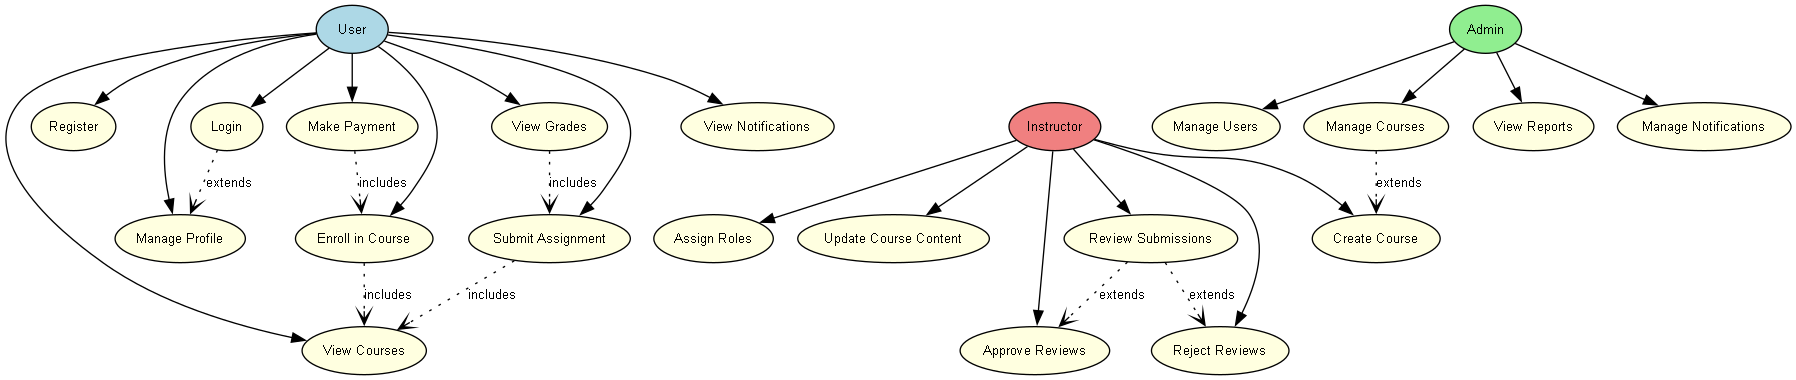 User
Admin
Register
Login
Make Payment
View Grades
View Notifications
Instructor
Manage Users
Manage Courses
View Reports
Manage Notifications
extends
includes
includes
extends
Manage Profile
Enroll in Course
Submit Assignment
Assign Roles
Update Course Content
Review Submissions
Create Course
includes
includes
extends
extends
View Courses
Approve Reviews
Reject Reviews